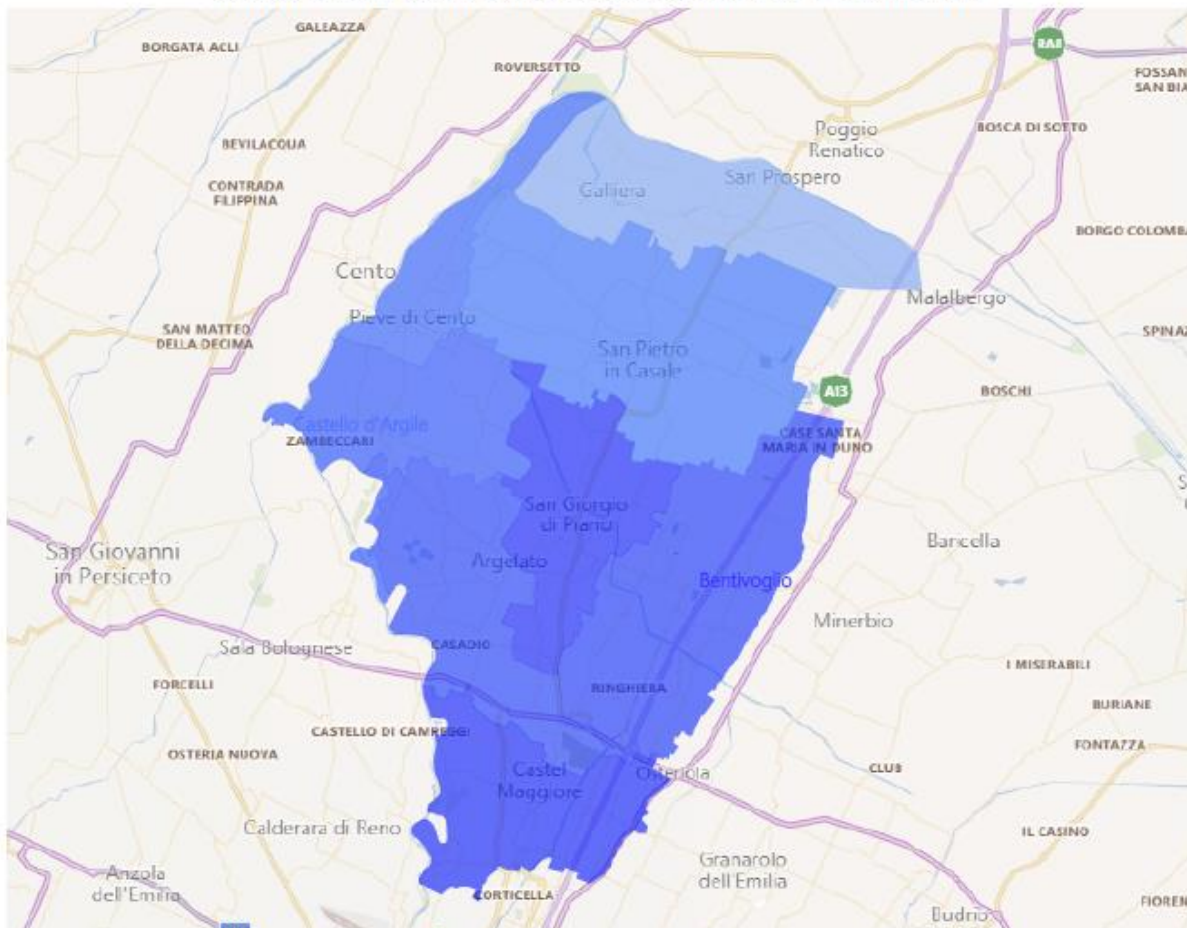 GALEAZZA
BORGATA ACLI
RA8
ROVERSETTO
FOSSAN
SAN BIA
Poggio
Renatico
BOSCA DI SOTTO
BEVILACQUA
San Prospero
CONTRADA
FILIPPINA
Galliera
BORGO COLOMBA
Cento
Malalbergo
Pieve di Cento
SAN MATTEO
DELLA DECIMA
SPINAZ
San Pietro
in Casale
A13
BOSCHI
Castello d'Argile
ZAMBECCARI
CASE SANTA
MARIA IN DUNO
San Giorgio
di Piano
San Giovanni
in Persiceto
Argelato
Baricella
Bentivoglio
Minerbio
Sala Bolognese
CASADIO
I MISERABILI
FORCELLI
RINGHIERA
BURIANE
CASTELLO DI CAMPEGGI
OSTERIA NUOVA
FONTAZZA
Castel
Maggiore
Osteriola
CLUB
Calderara di Reno
IL CASINO
Granarolo
dell'Emilia
Anzola
dell'Emilia
CORTICELLA
FIOREN
Budrio